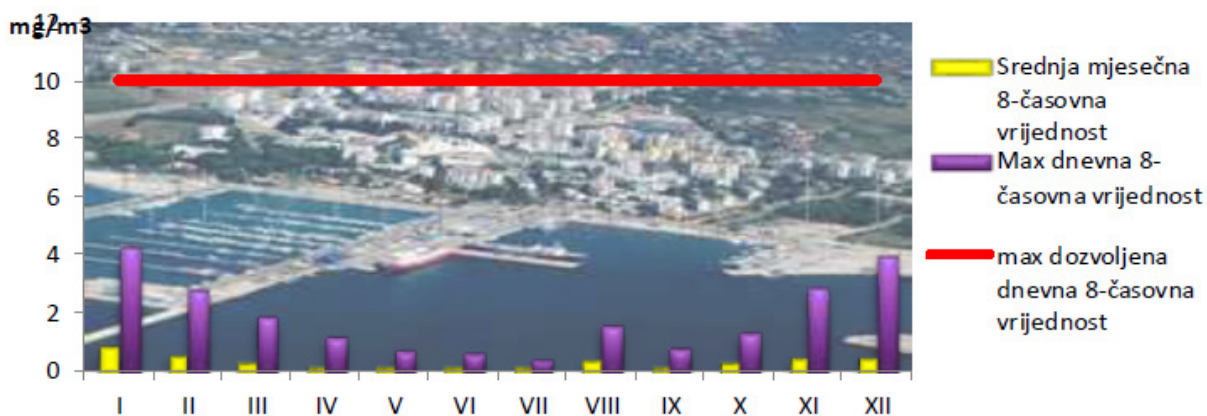 mg/m3
12
10
8
6
4
2
0
I II III IV V VI VII VIII IX X XI XII
Srednja mjesečna
8-časovna
vrijednost
Max dnevna 8-
časovna vrijednost
max dozvoljena
dnevna 8-časovna
vrijednost